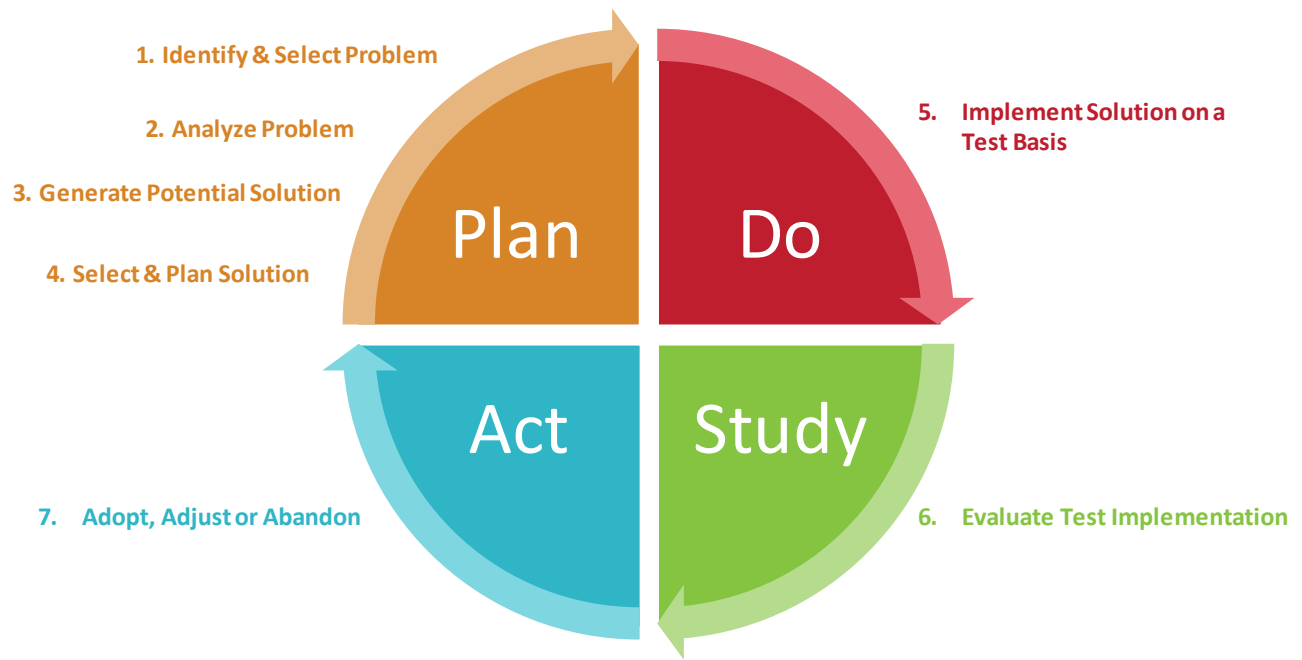 1. Identify & Select Problem
2. Analyze Problem
3. Generate Potential Solution
4. Select & Plan Solution
Plan
Do
5. Implement Solution on a
Test Basis
Act
Study
7. Adopt, Adjust or Abandon
6. Evaluate Test Implementation